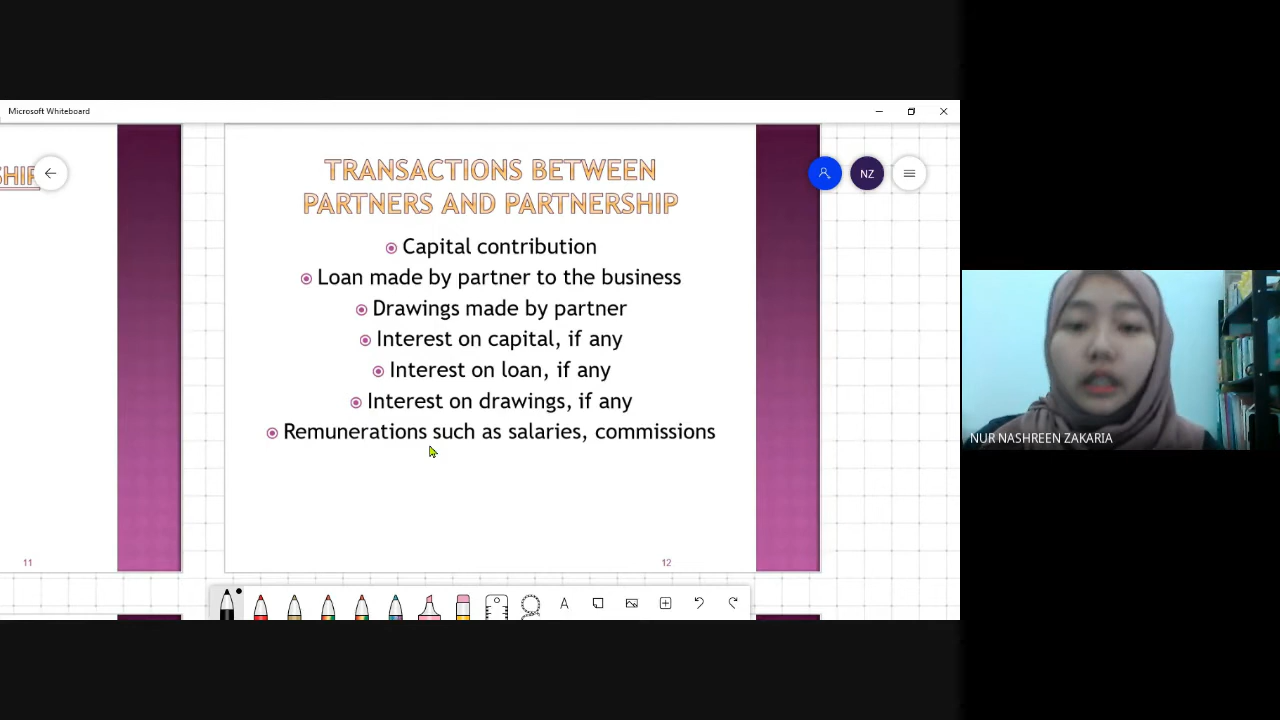 Microsoft Whiteboard
SHIP
NZ
TRANSACTIONS BETWEEN
PARTNERS AND PARTNERSHIP
Capital contribution
Loan made by partner to the business
Drawings made by partner
Interest on capital, if any
Interest on loan, if any
Interest on drawings, if any
Remunerations such as salaries, commissions
11
12
A
NUR NASHREEN ZAKARIA